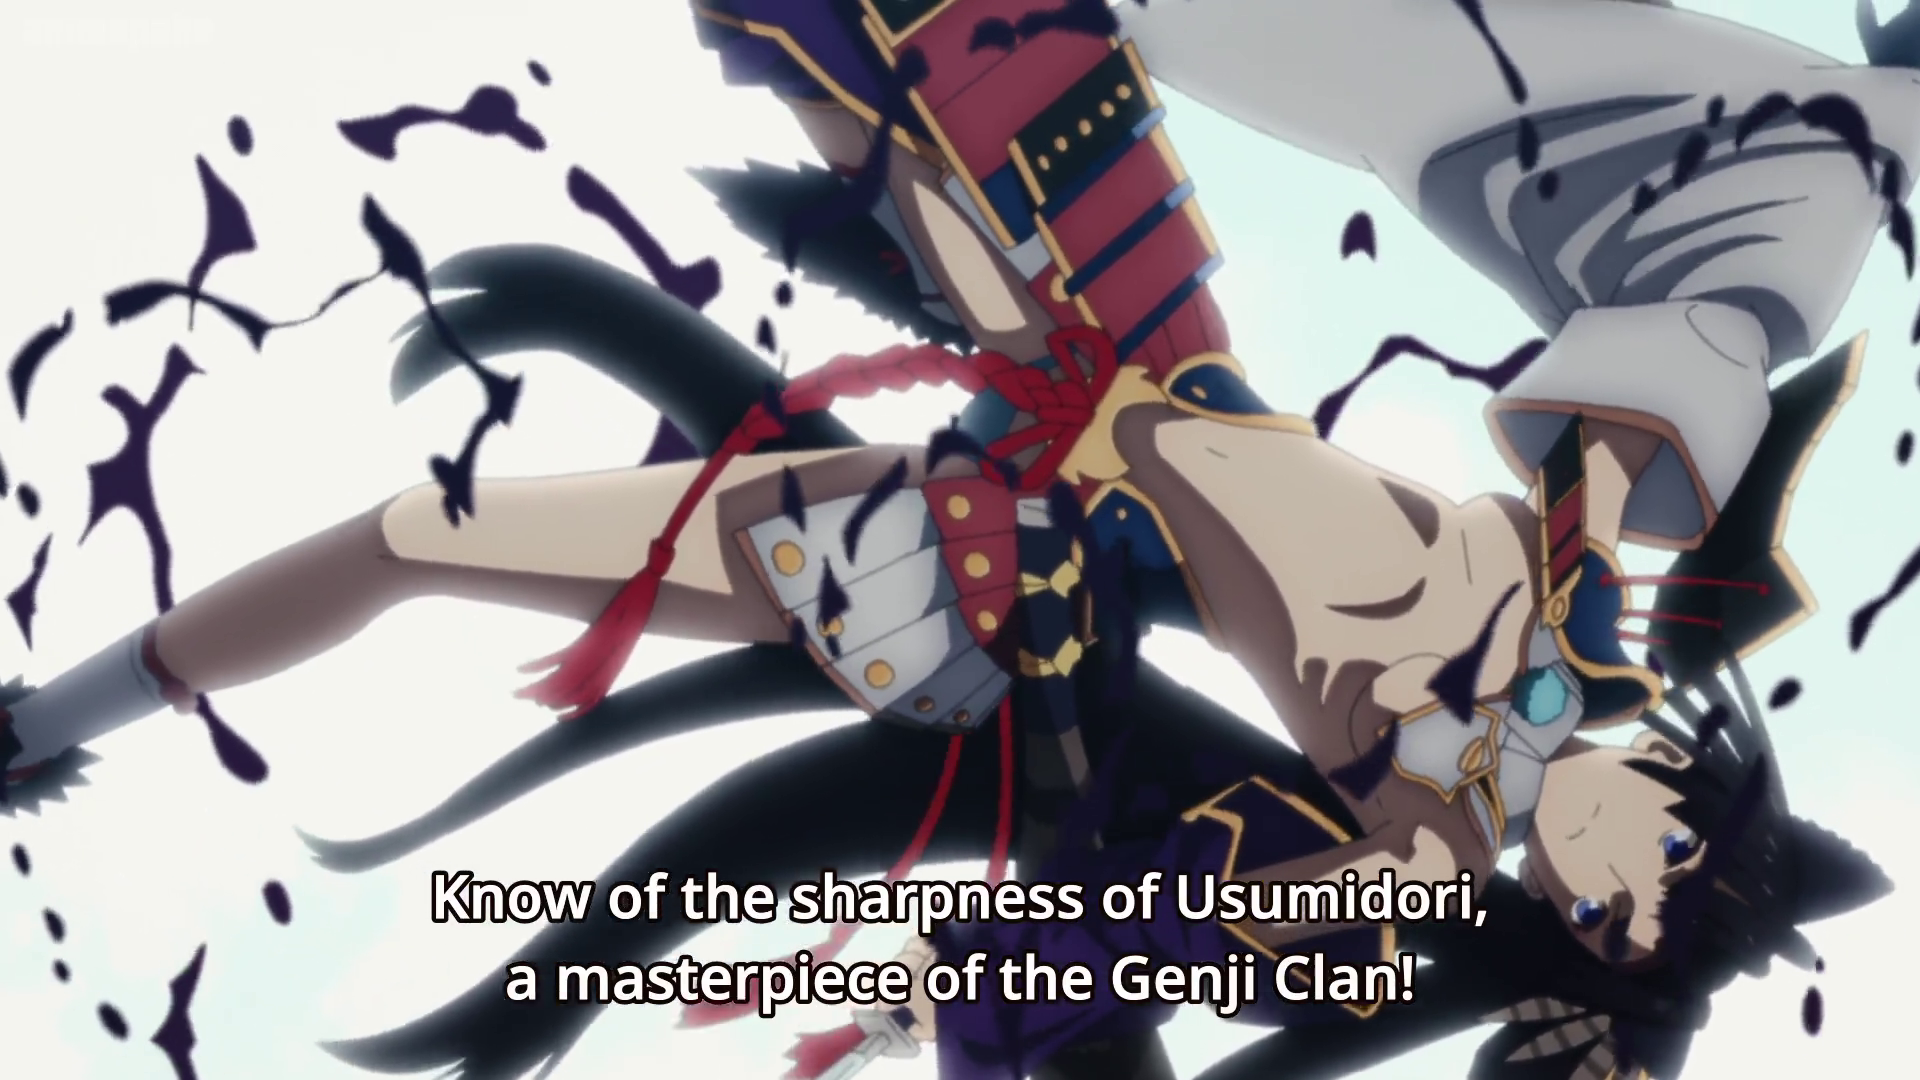 Know of the sharpness of Usumidori,
a masterpiece of the Genji Clan!